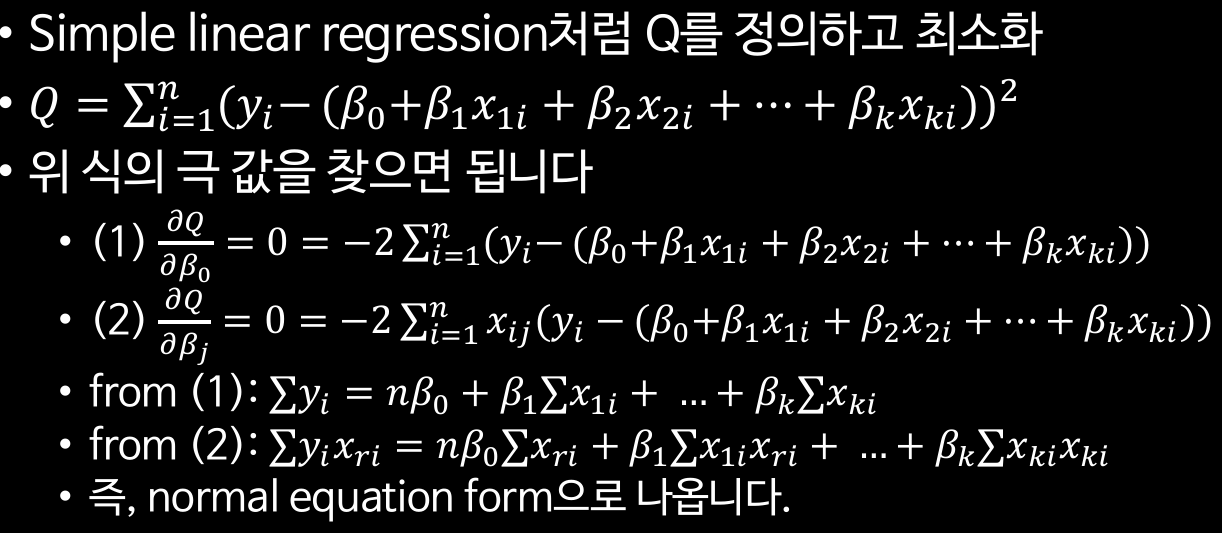 • Simple linear regression처럼 Q를 정의하고 최소화
• $Q = \sum_{i=1}^{n}(y_i - (\beta_0 + \beta_1 x_{1i} + \beta_2 x_{2i} + \cdots + \beta_k x_{ki}))^2$
• 위 식의 극 값을 찾으면 됩니다
• (1) $\frac{\partial Q}{\partial \beta_0} = 0 = -2\sum_{i=1}^{n}(y_i - (\beta_0 + \beta_1 x_{1i} + \beta_2 x_{2i} + \cdots + \beta_k x_{ki}))$
• (2) $\frac{\partial Q}{\partial \beta_j} = 0 = -2\sum_{i=1}^{n} x_{ij}(y_i - (\beta_0 + \beta_1 x_{1i} + \beta_2 x_{2i} + \cdots + \beta_k x_{ki}))$
• from (1): $\sum y_i = n\beta_0 + \beta_1 \sum x_{1i} + \ldots + \beta_k \sum x_{ki}$
• from (2): $\sum y_i x_{ri} = n\beta_0 \sum x_{ri} + \beta_1 \sum x_{1i} x_{ri} + \ldots + \beta_k \sum x_{ki} x_{ki}$
• 즉, normal equation form으로 나옵니다.